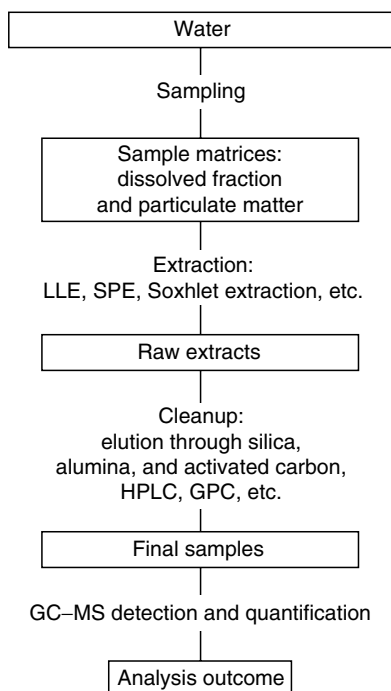 Water
Sampling
Sample matrices:
dissolved fraction
and particulate matter
Extraction:
LLE, SPE, Soxhlet extraction, etc.
Raw extracts
Cleanup:
elution through silica,
alumina, and activated carbon,
HPLC, GPC, etc.
Final samples
GC–MS detection and quantification
Analysis outcome